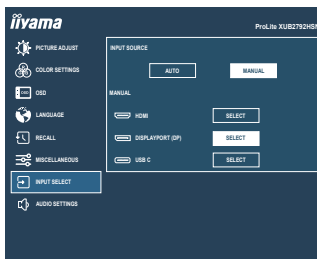 iiyama
ProLite XUB2792HSN
PICTURE ADJUST
COLOR SETTINGS
OSD
OSD
LANGUAGE
RECALL
MISCELLANEOUS
INPUT SELECT
AUDIO SETTINGS
INPUT SOURCE
AUTO
MANUAL
MANUAL
HDMI
SELECT
DISPLAYPORT (DP)
SELECT
USB C
SELECT